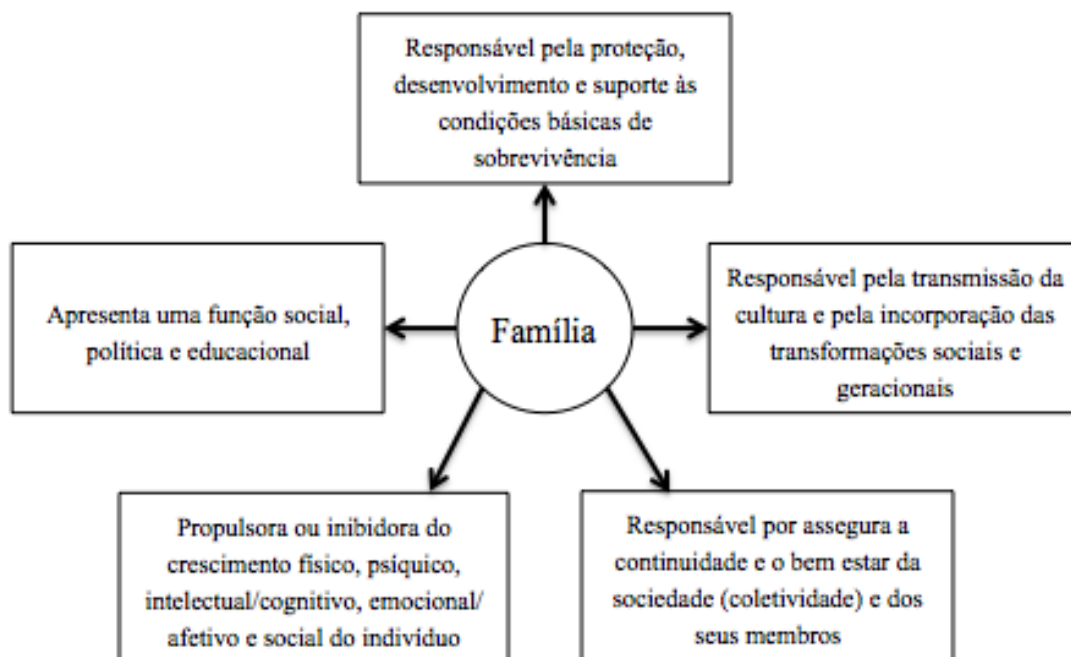 Responsável pela proteção,
desenvolvimento e suporte às
condições básicas de
sobrevivência
Apresenta uma função social,
política e educacional
Família
Responsável pela transmissão da
cultura e pela incorporação das
transformações sociais e
geracionais
Propulsora ou inibidora do
crescimento físico, psíquico,
intelectual/cognitivo, emocional/
afetivo e social do indivíduo
Responsável por assegura a
continuidade e o bem estar da
sociedade (coletividade) e dos
seus membros